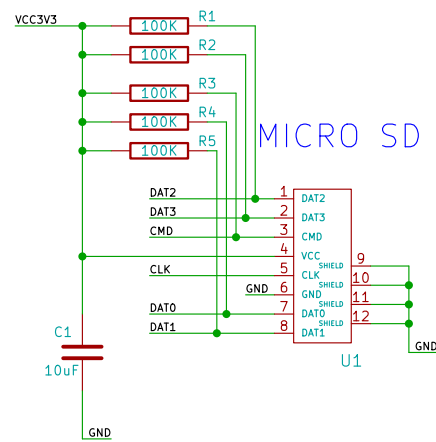 VCC3V3
R1
100K
R2
100K
R3
100K
R4
100K
R5
100K
MICRO SD
DAT2 1 DAT2
DAT3 2 DAT3
CMD 3 CMD
4 VCC
SHIELD 9
CLK 5 CLK
SHIELD 10
GND 6 GND
SHIELD 11
DAT0 7 DAT0
SHIELD 12
DAT1 8 DAT1
GND
U1
C1
10uF
GND